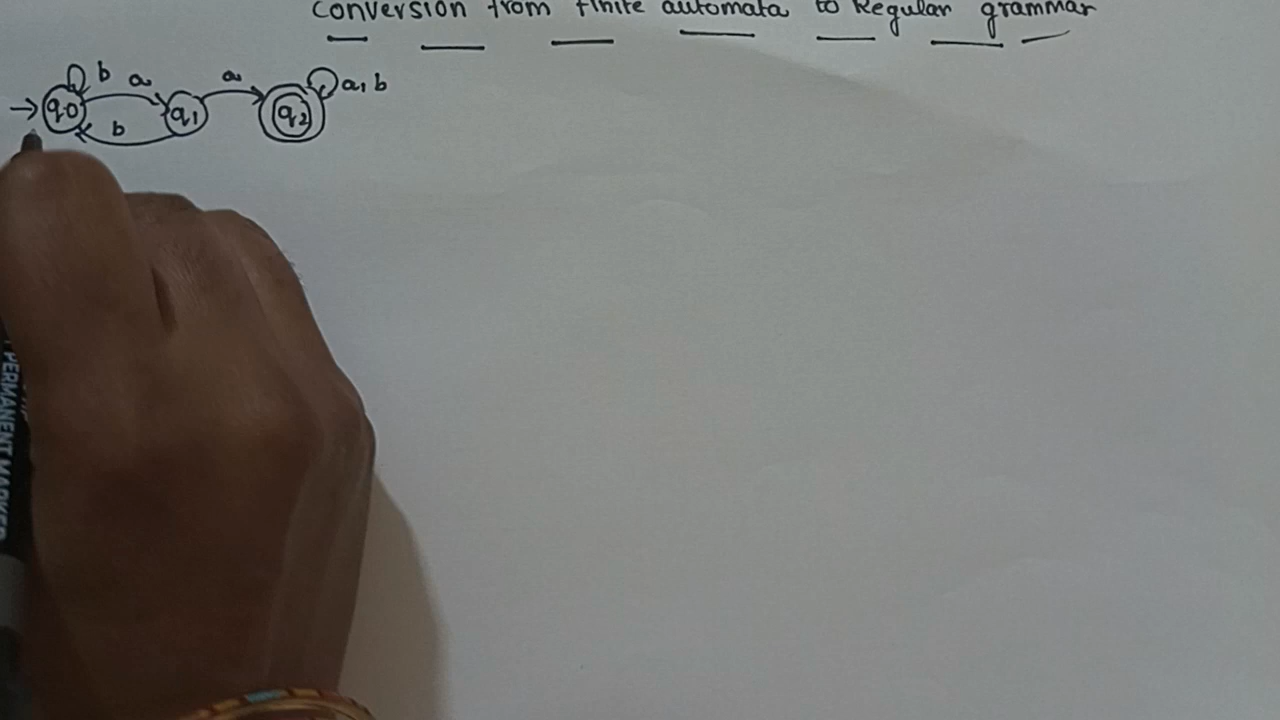 Conversion from finite automata to Regular grammar
b a a a, b
→ q0 q1 q2
b
PERMANENT MARKER